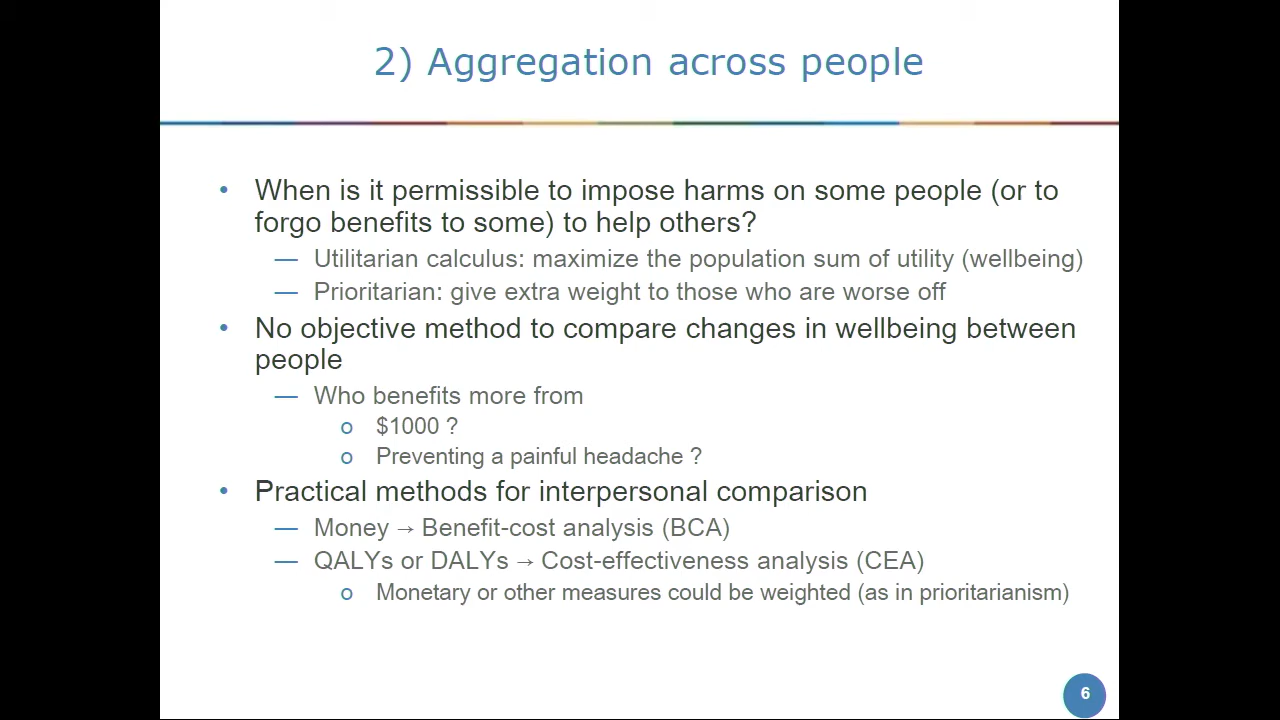 2) Aggregation across people
• When is it permissible to impose harms on some people (or to
forgo benefits to some) to help others?
— Utilitarian calculus: maximize the population sum of utility (wellbeing)
— Prioritarian: give extra weight to those who are worse off
• No objective method to compare changes in wellbeing between
people
— Who benefits more from
o $1000 ?
o Preventing a painful headache ?
• Practical methods for interpersonal comparison
— Money → Benefit-cost analysis (BCA)
— QALYs or DALYs → Cost-effectiveness analysis (CEA)
o Monetary or other measures could be weighted (as in prioritarianism)
6